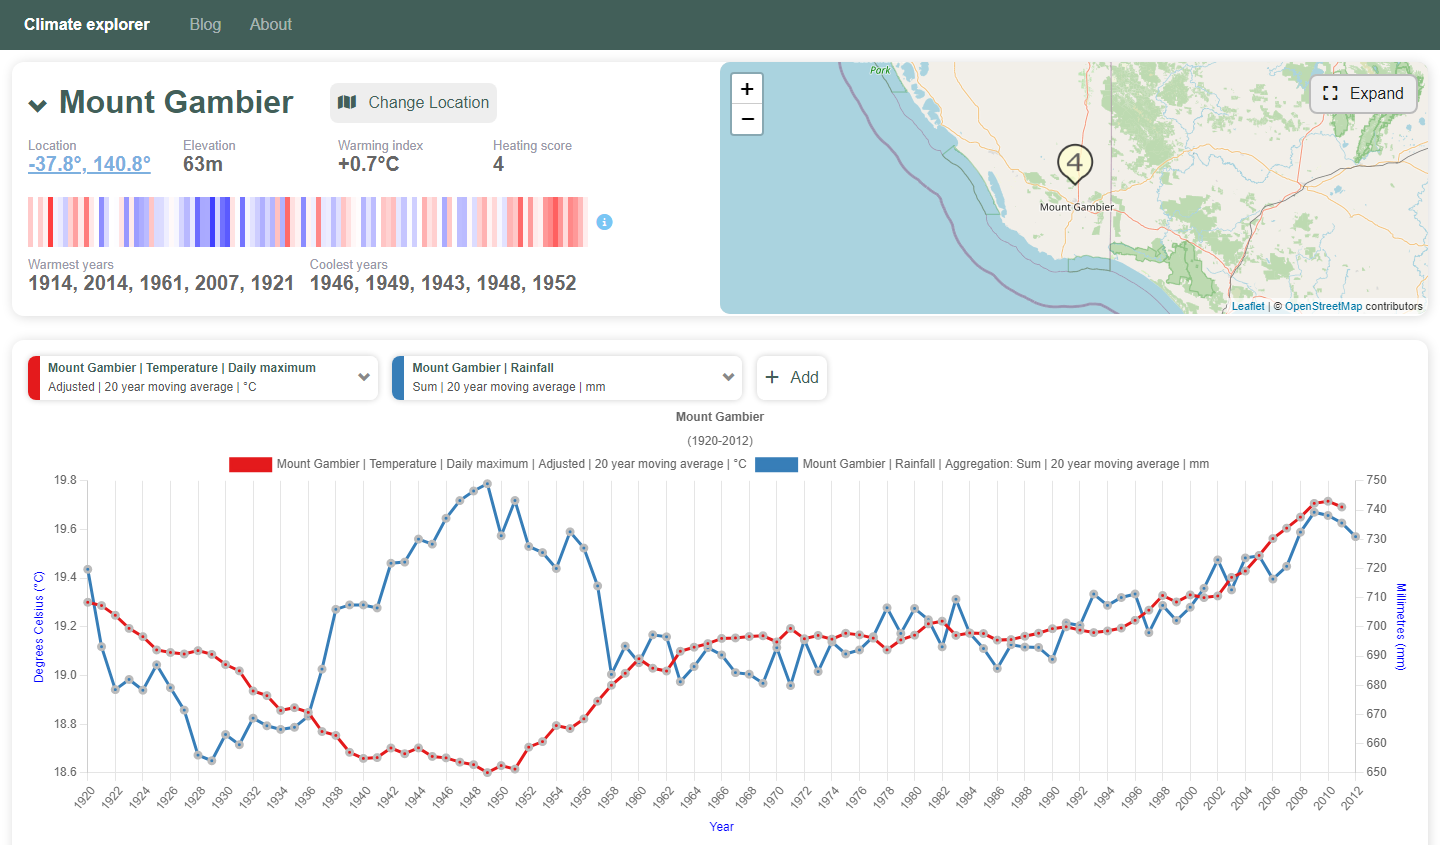 Climate explorer
Blog
About
Mount Gambier
Change Location
Location
-37.8°, 140.8°
Elevation
63m
Warming index
+0.7°C
Heating score
4
Warmest years
1914, 2014, 1961, 2007, 1921
Coolest years
1946, 1949, 1943, 1948, 1952
+
−
Park
4
Mount Gambier
Expand
Leaflet | © OpenStreetMap contributors
Mount Gambier | Temperature | Daily maximum
Adjusted | 20 year moving average | °C
Mount Gambier | Rainfall
Sum | 20 year moving average | mm
+ Add
Mount Gambier
(1920-2012)
Mount Gambier | Temperature | Daily maximum | Adjusted | 20 year moving average | °C
Mount Gambier | Rainfall | Aggregation: Sum | 20 year moving average | mm
Degrees Celsius (°C)
19.8
19.6
19.4
19.2
19.0
18.8
18.6
750
740
730
720
710
700
690
680
670
660
650
Millimetres (mm)
1920
1922
1924
1926
1928
1930
1932
1934
1936
1938
1940
1942
1944
1946
1948
1950
1952
1954
1956
1958
1960
1962
1964
1966
1968
1970
1972
1974
1976
1978
1980
1982
1984
1986
1988
1990
1992
1994
1996
1998
2000
2002
2004
2006
2008
2010
2012
Year